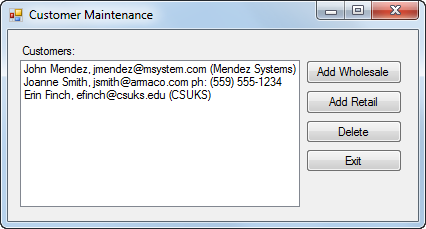 Customer Maintenance
Customers:
John Mendez, jmendez@msystem.com (Mendez Systems)
Joanne Smith, jsmith@armaco.com ph: (559) 555-1234
Erin Finch, efinch@csuks.edu (CSUKS)
Add Wholesale
Add Retail
Delete
Exit